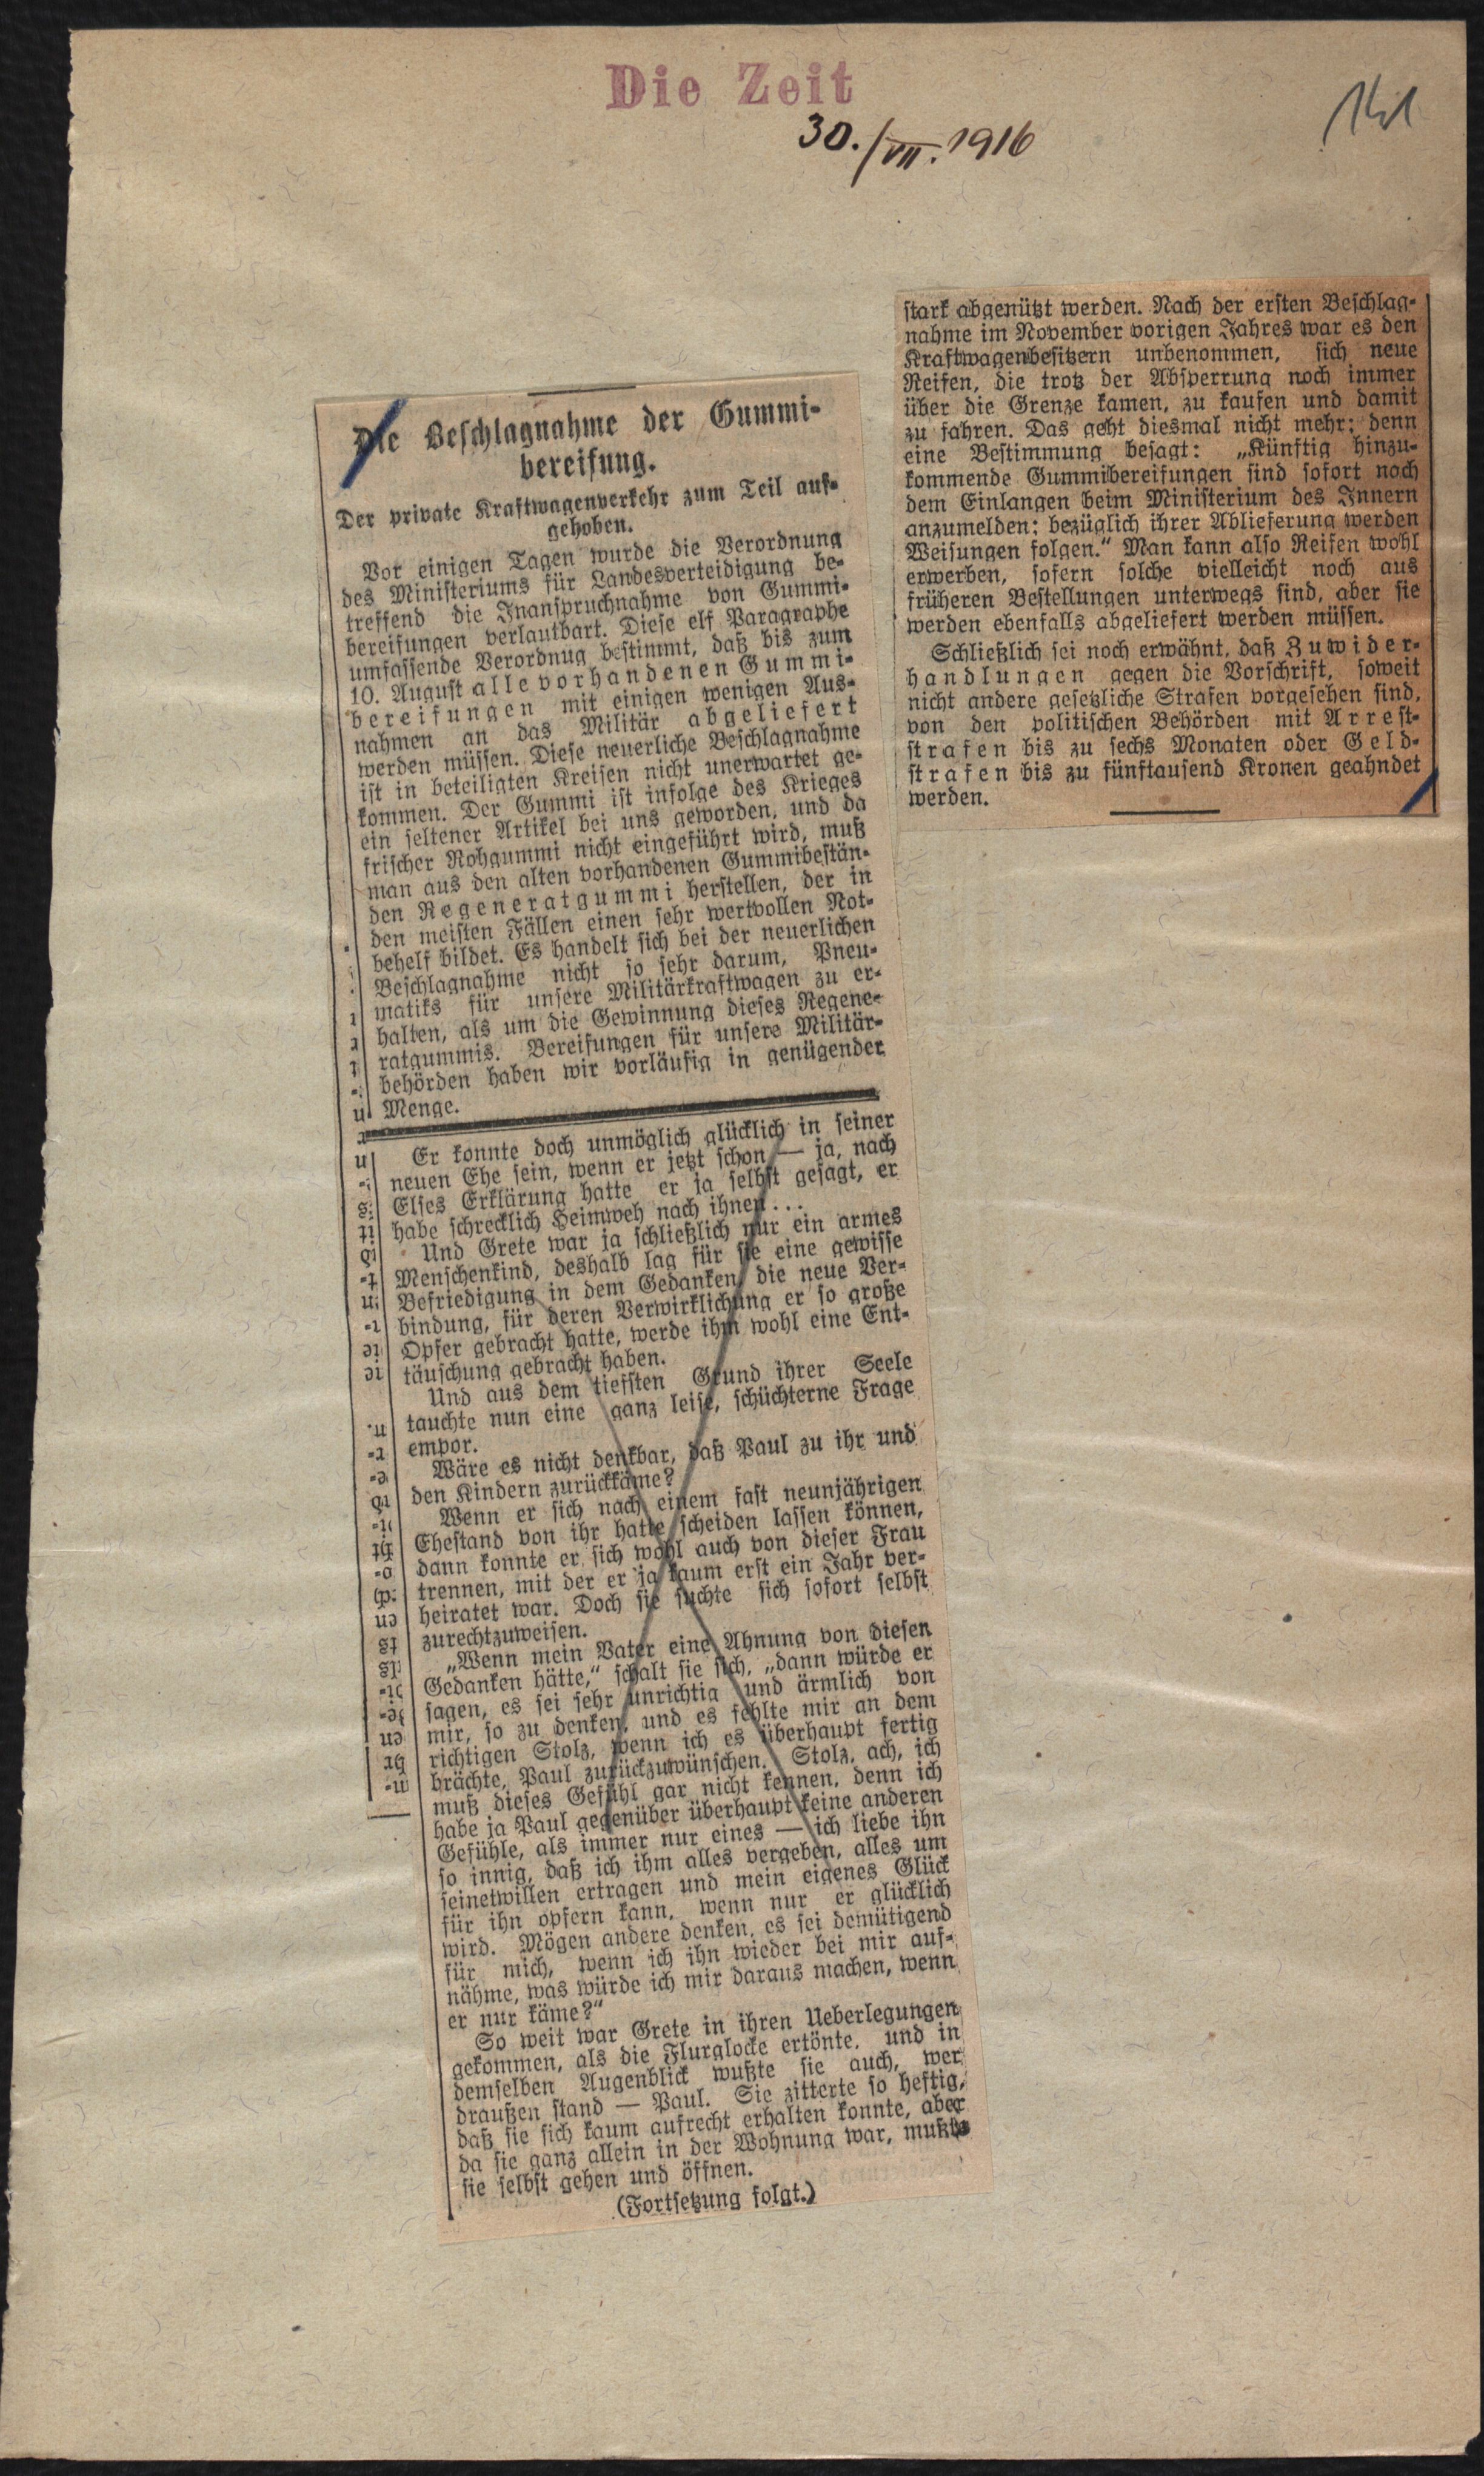 Die Zeit
30./VII. 1916
Die Beschlagnahme der Gummi-
bereifung.
Der private Kraftwagenverkehr zum Teil auf-
gehoben.
Vor einigen Tagen wurde die Verordnung
des Ministeriums für Landesverteidigung be-
treffend die Inanspruchnahme von Gummi-
bereifungen verlautbart. Diese elf Paragraphe
umfassende Verordnug bestimmt, daß bis zum
10. August alle vorhandenen Gummi-
bereifungen mit einigen wenigen Aus-
nahmen an das Militär abgeliefert
werden müssen. Diese neuerliche Beschlagnahme
ist in beteiligten Kreisen nicht unerwartet ge-
kommen. Der Gummi ist infolge des Krieges
ein seltener Artikel bei uns geworden, und da
frischer Rohgummi nicht eingeführt wird, muß
man aus den alten vorhandenen Gummibestän-
den Regeneratgummi herstellen, der in
den meisten Fällen einen sehr wertvollen Not-
behelf bildet. Es handelt sich bei der neuerlichen
Beschlagnahme nicht so sehr darum, Pneu-
matiks für unsere Militärkraftwagen zu er-
halten, als um die Gewinnung dieses Regene-
ratgummis. Bereifungen für unsere Militär-
behörden haben wir vorläufig in genügender
Menge.
Er konnte doch unmöglich glücklich in seiner
neuen Ehe sein, wenn er jetzt schon — ja, nach
Elses Erklärung hatte er ja selbst gesagt, er
habe schrecklich Heimweh nach ihnen...
Und Grete war ja schließlich nur ein armes
Menschenkind, deshalb lag für sie eine gewisse
Befriedigung in dem Gedanken, die neue Ver-
bindung, für deren Verwirklichung er so große
Opfer gebracht hatte, werde ihm wohl eine Ent-
täuschung gebracht haben.
Und aus dem tiefsten Grund ihrer Seele
tauchte nun eine ganz leise, schüchterne Frage
empor.
Wäre es nicht denkbar, daß Paul zu ihr und
den Kindern zurückkäme?
Wenn er sich nach einem fast neunjährigen
Ehestand von ihr hatte scheiden lassen können,
dann konnte er sich wohl auch von dieser Frau
trennen, mit der er ja kaum erst ein Jahr ver-
heiratet war. Doch sie suchte sich sofort selbst
zurechtzuweisen.
„Wenn mein Vater eine Ahnung von diesen
Gedanken hätte,“ schalt sie sich, „dann würde er
sagen, es sei sehr unrichtig und ärmlich von
mir, so zu denken, und es fehlte mir an dem
richtigen Stolz, wenn ich es überhaupt fertig
brächte, Paul zurückzuwünschen. Stolz, ach, ich
muß dieses Gefühl gar nicht kennen, denn ich
habe ja Paul gegenüber überhaupt keine anderen
Gefühle, als immer nur eines — ich liebe ihn
so innig, daß ich ihm alles vergeben, alles um
seinetwillen ertragen und mein eigenes Glück
für ihn opfern kann, wenn nur er glücklich
wird. Mögen andere denken, es sei demütigend
für mich, wenn ich ihn wieder bei mir auf-
nähme, was würde ich mir daraus machen, wenn
er nur käme?“
So weit war Grete in ihren Ueberlegungen
gekommen, als die Flurglocke ertönte, und in
demselben Augenblick wußte sie auch, wer
draußen stand — Paul. Sie zitterte so heftig,
daß sie sich kaum aufrecht erhalten konnte, aber
da sie ganz allein in der Wohnung war, mußte
sie selbst gehen und öffnen.
(Fortsetzung folgt.)
stark abgenützt werden. Nach der ersten Beschlag-
nahme im November vorigen Jahres war es den
Kraftwagenbesitzern unbenommen, sich neue
Reifen, die trotz der Absperrung noch immer
über die Grenze kamen, zu kaufen und damit
zu fahren. Das geht diesmal nicht mehr; denn
eine Bestimmung besagt: „Künftig hinzu-
kommende Gummibereifungen sind sofort nach
dem Einlangen beim Ministerium des Innern
anzumelden; bezüglich ihrer Ablieferung werden
Weisungen folgen.“ Man kann also Reifen wohl
erwerben, sofern solche vielleicht noch aus
früheren Bestellungen unterwegs sind, aber sie
werden ebenfalls abgeliefert werden müssen.
Schließlich sei noch erwähnt, daß Zuwider-
handlungen gegen die Vorschrift, soweit
nicht andere gesetzliche Strafen vorgesehen sind,
von den politischen Behörden mit Arrest-
strafen bis zu sechs Monaten oder Geld-
strafen bis zu fünftausend Kronen geahndet
werden.